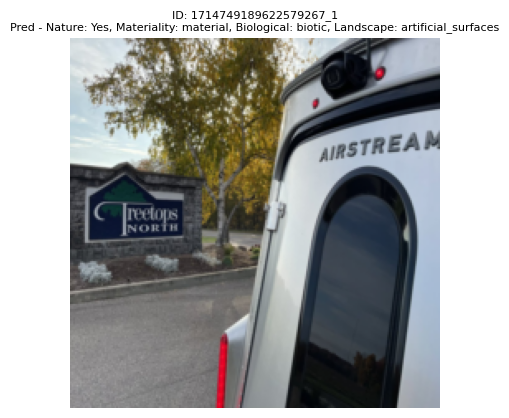 ID: 1714749189622579267_1
Pred - Nature: Yes, Materiality: material, Biological: biotic, Landscape: artificial_surfaces
AIRSTREAM
Treetops
NORTH